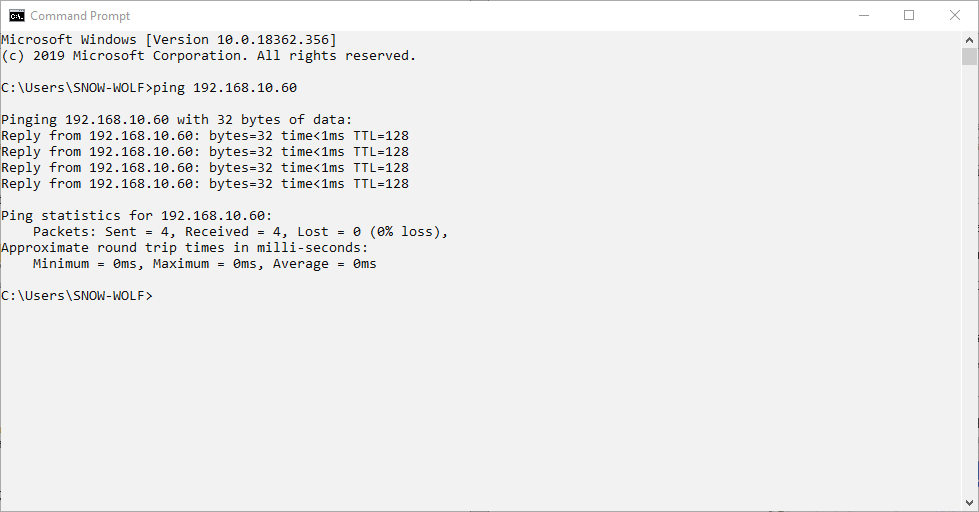 Command Prompt
Microsoft Windows [Version 10.0.18362.356]
(c) 2019 Microsoft Corporation. All rights reserved.
C:\Users\SNOW-WOLF>ping 192.168.10.60
Pinging 192.168.10.60 with 32 bytes of data:
Reply from 192.168.10.60: bytes=32 time<1ms TTL=128
Reply from 192.168.10.60: bytes=32 time<1ms TTL=128
Reply from 192.168.10.60: bytes=32 time<1ms TTL=128
Reply from 192.168.10.60: bytes=32 time<1ms TTL=128
Ping statistics for 192.168.10.60:
    Packets: Sent = 4, Received = 4, Lost = 0 (0% loss),
Approximate round trip times in milli-seconds:
    Minimum = 0ms, Maximum = 0ms, Average = 0ms
C:\Users\SNOW-WOLF>